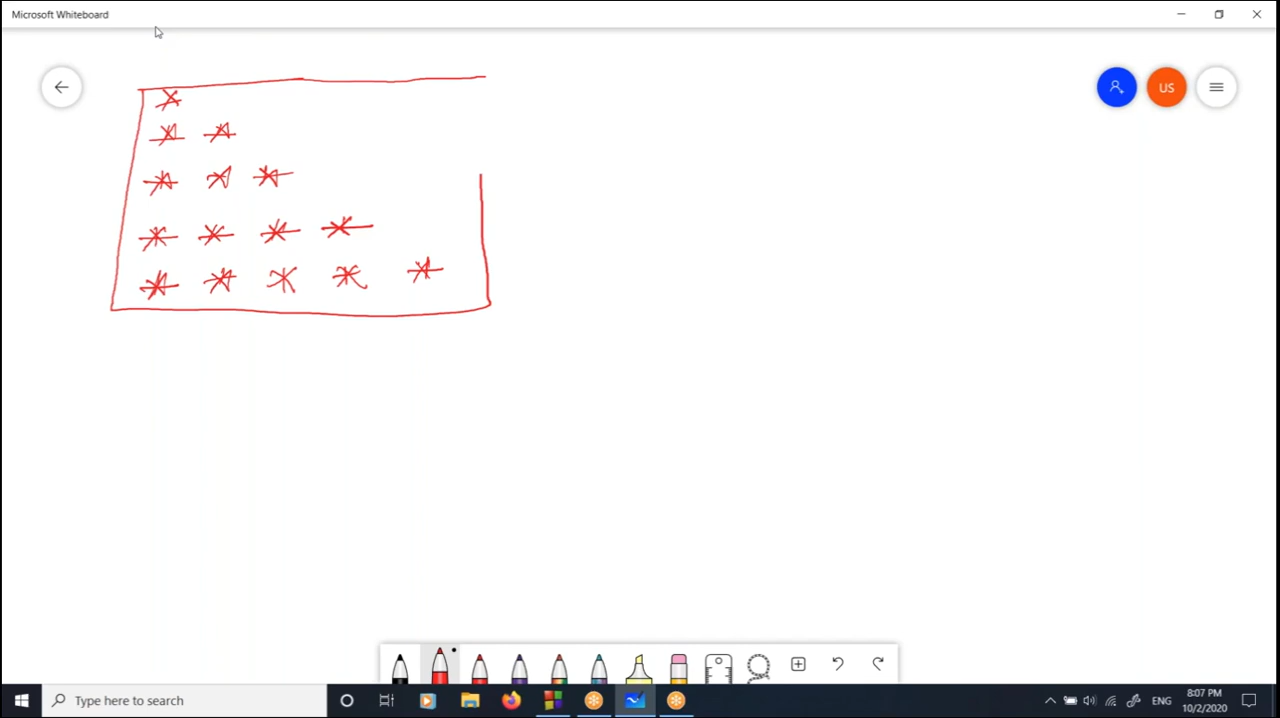 Microsoft Whiteboard
US
*
* *
* * *
* * * *
* * * * *
Type here to search
ENG
8:07 PM
10/2/2020